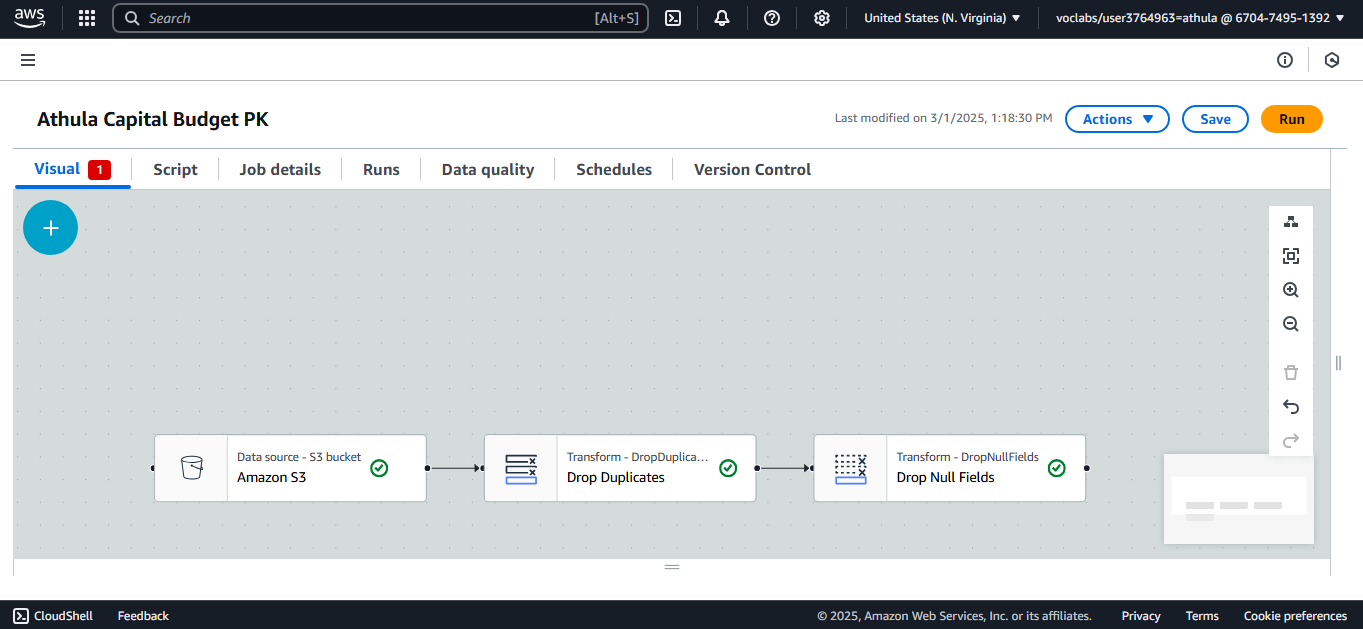 aws
Search [Alt+S] United States (N. Virginia) ▼ voclabs/user3764963=athula @ 6704-7495-1392 ▼
Athula Capital Budget PK
Last modified on 3/1/2025, 1:18:30 PM Actions ▼ Save Run
Visual 1 Script Job details Runs Data quality Schedules Version Control
Data source - S3 bucket
Amazon S3
Transform - DropDuplica...
Drop Duplicates
Transform - DropNullFields
Drop Null Fields
CloudShell Feedback © 2025, Amazon Web Services, Inc. or its affiliates. Privacy Terms Cookie preferences